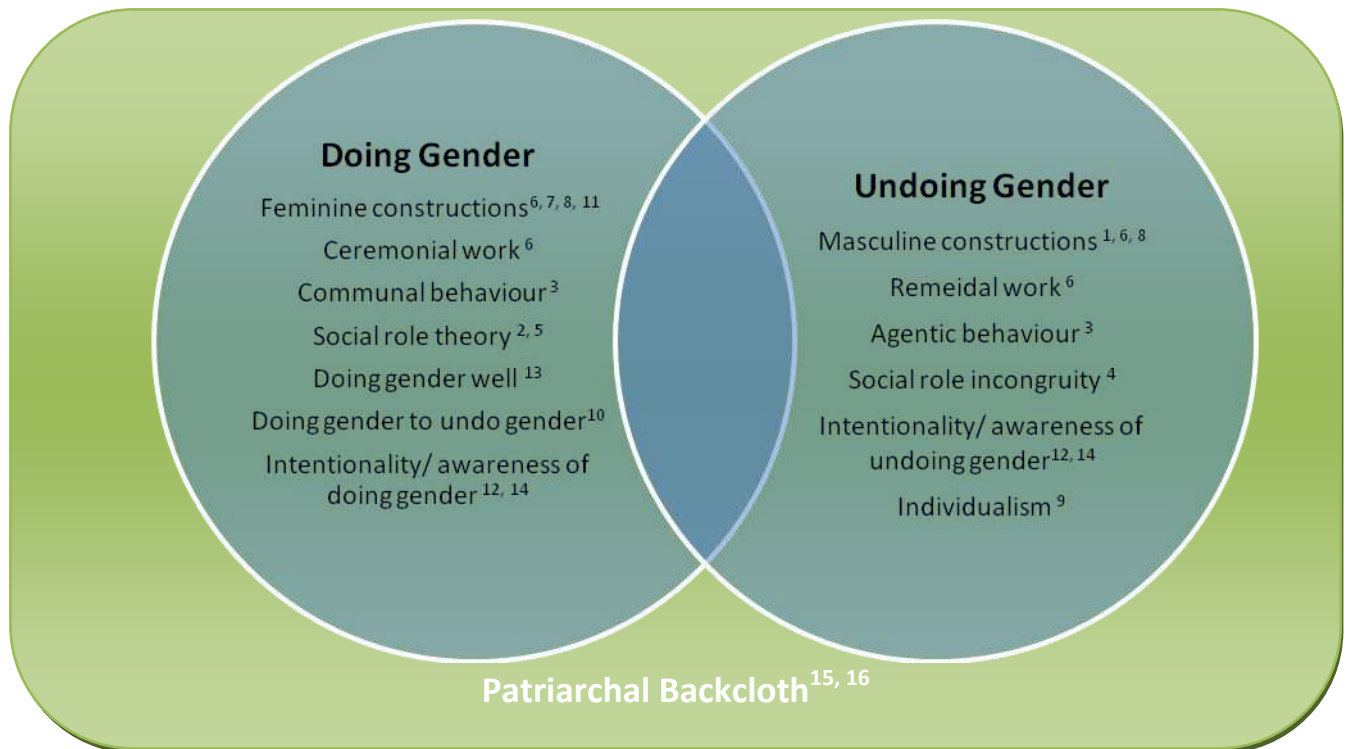 Doing Gender
Feminine constructions6, 7, 8, 11
Ceremonial work 6
Communal behaviour3
Social role theory 2, 5
Doing gender well 13
Doing gender to undo gender10
Intentionality/ awareness of
doing gender 12, 14
Undoing Gender
Masculine constructions 1, 6, 8
Remeidal work 6
Agentic behaviour 3
Social role incongruity 4
Intentionality/ awareness of
undoing gender12, 14
Individualism 9
Patriarchal Backcloth15, 16